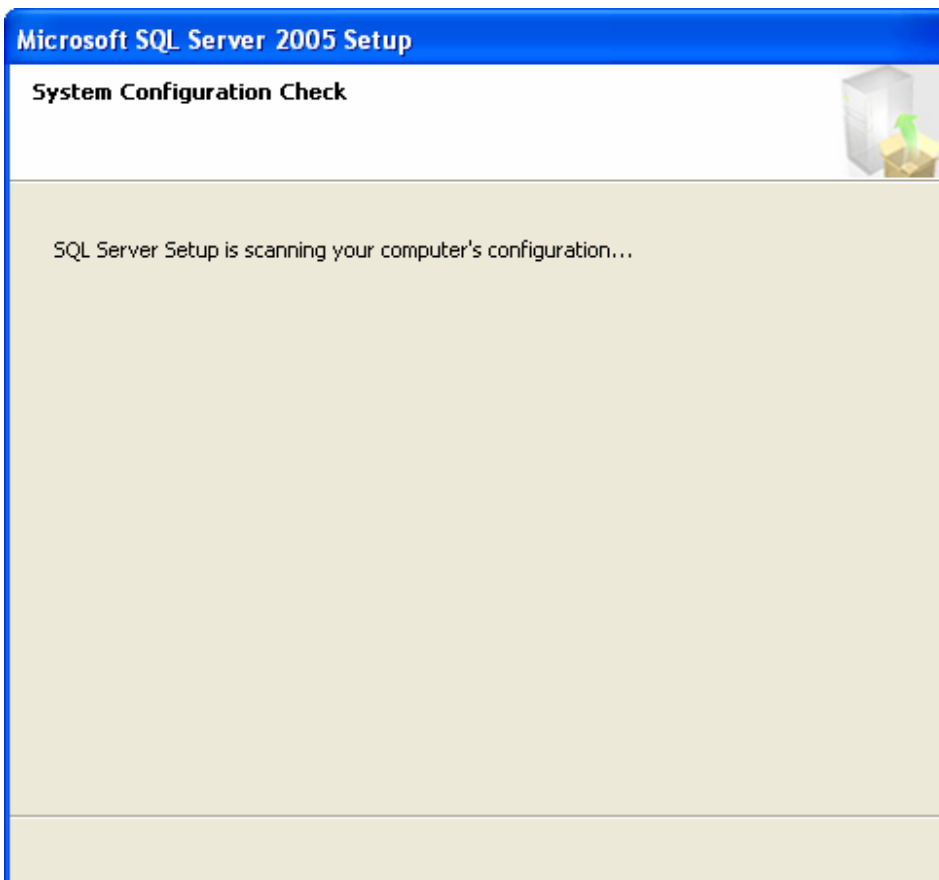 Microsoft SQL Server 2005 Setup
System Configuration Check
SQL Server Setup is scanning your computer's configuration...